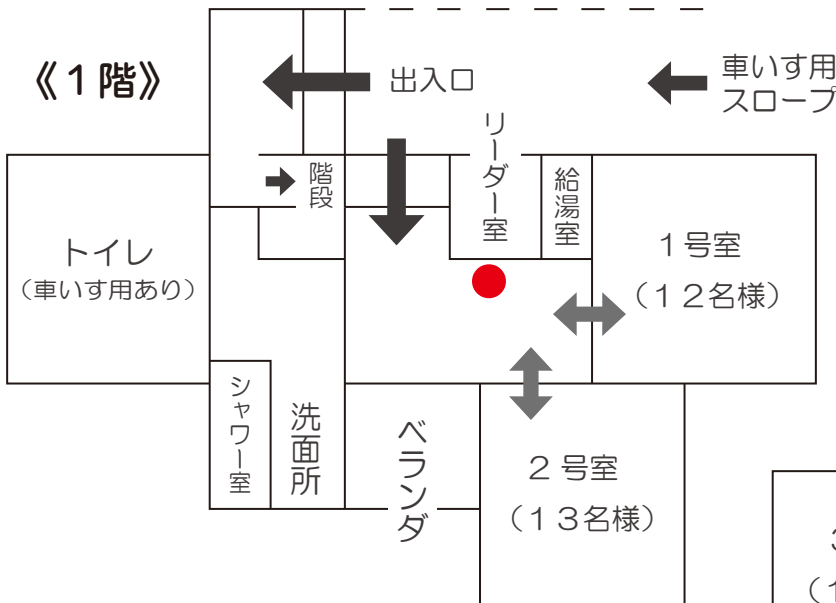 《１階》
出入口
車いす用
スロープ
リーダー室
階段
給湯室
トイレ
（車いす用あり）
１号室
（１２名様）
シャワー室
洗面所
ベランダ
２号室
（１３名様）